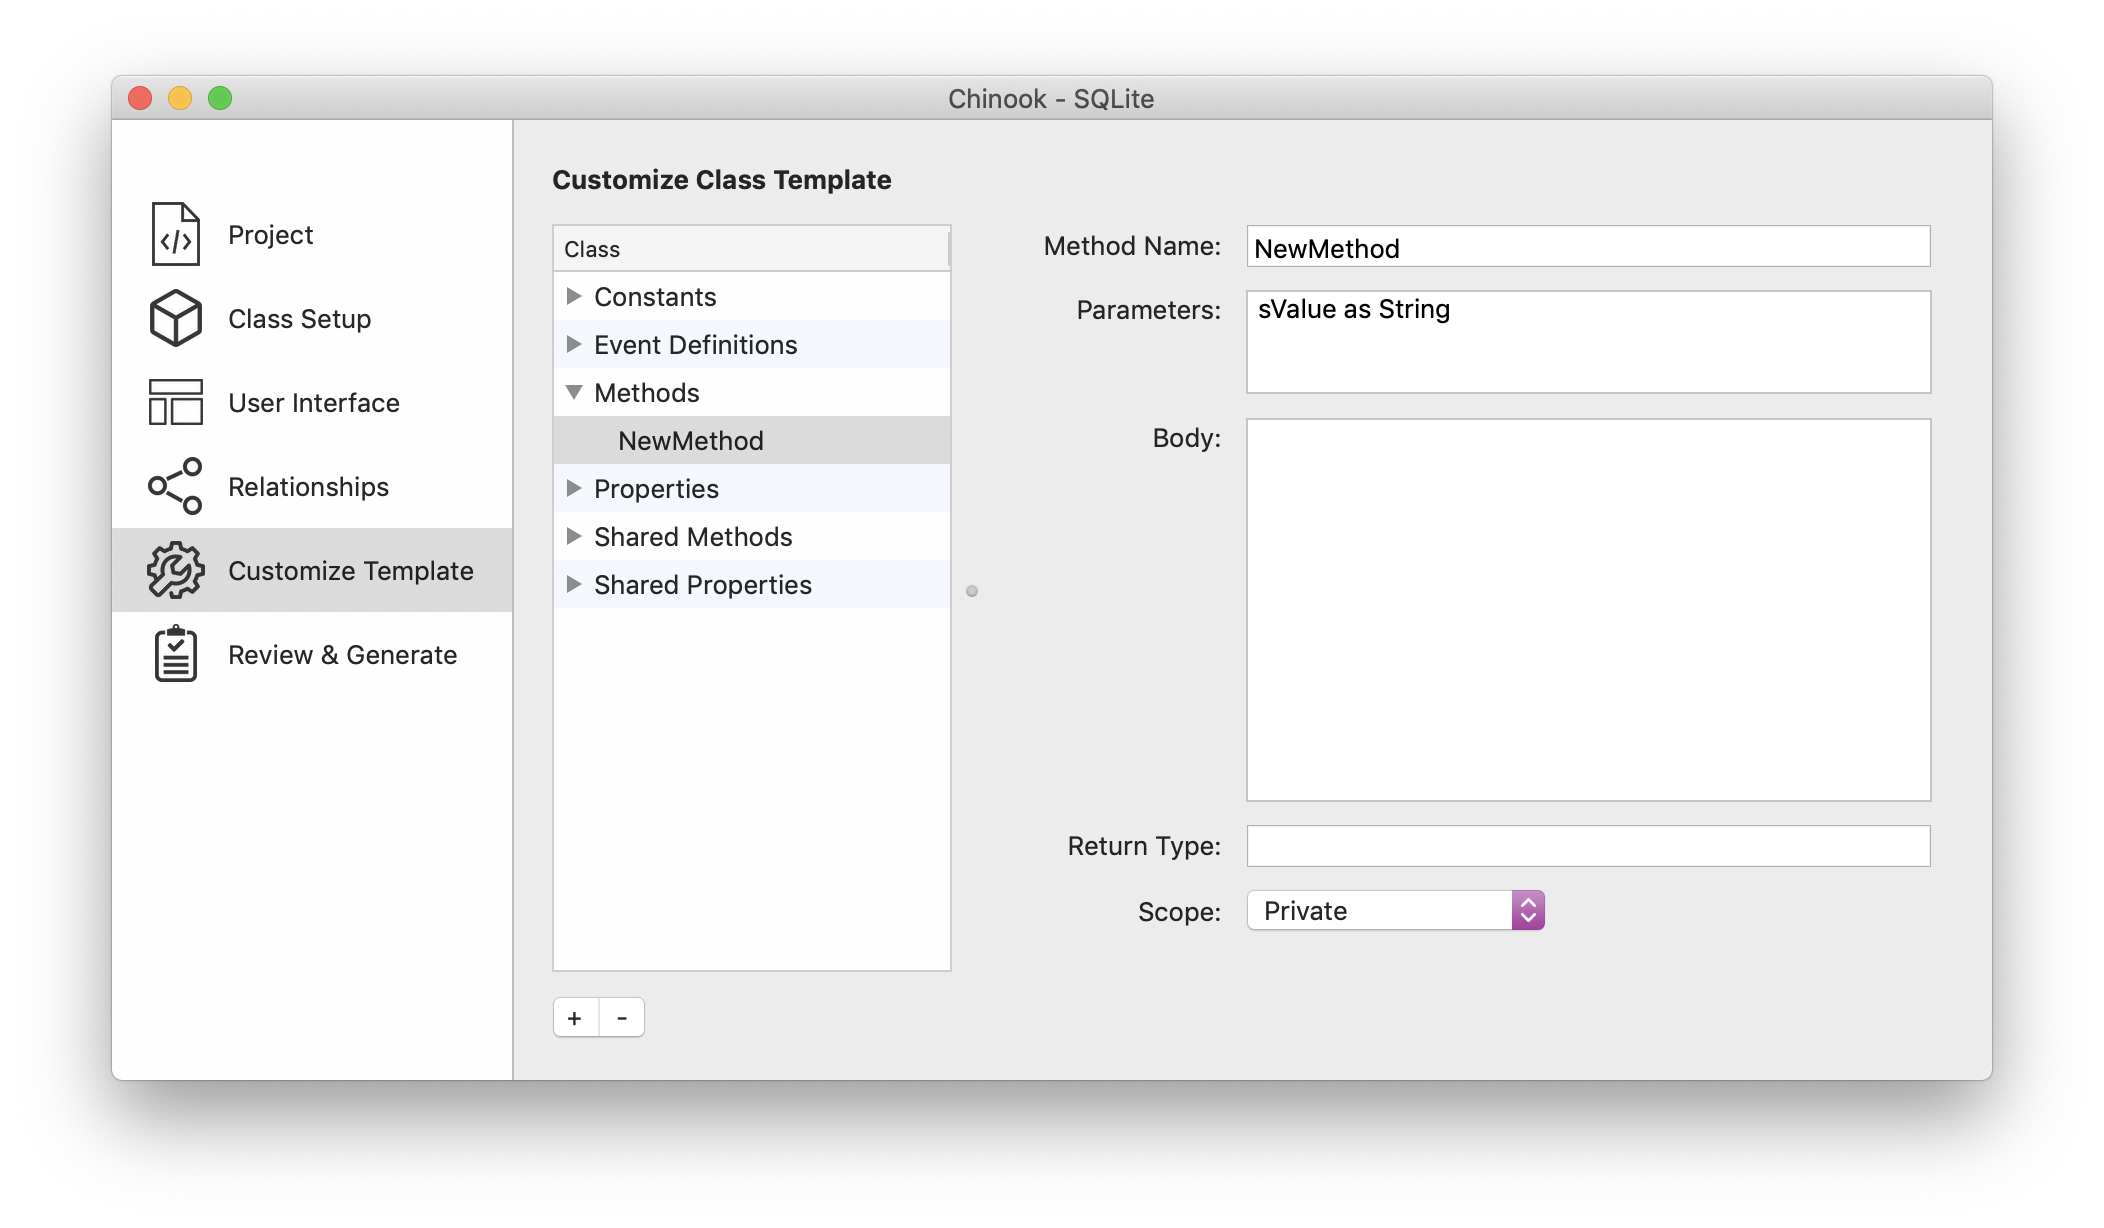 Chinook - SQLite
Project
Class Setup
User Interface
Relationships
Customize Template
Review & Generate
Customize Class Template
Class
Constants
Event Definitions
Methods
NewMethod
Properties
Shared Methods
Shared Properties
+ -
Method Name: NewMethod
Parameters: sValue as String
Body:
Return Type:
Scope: Private